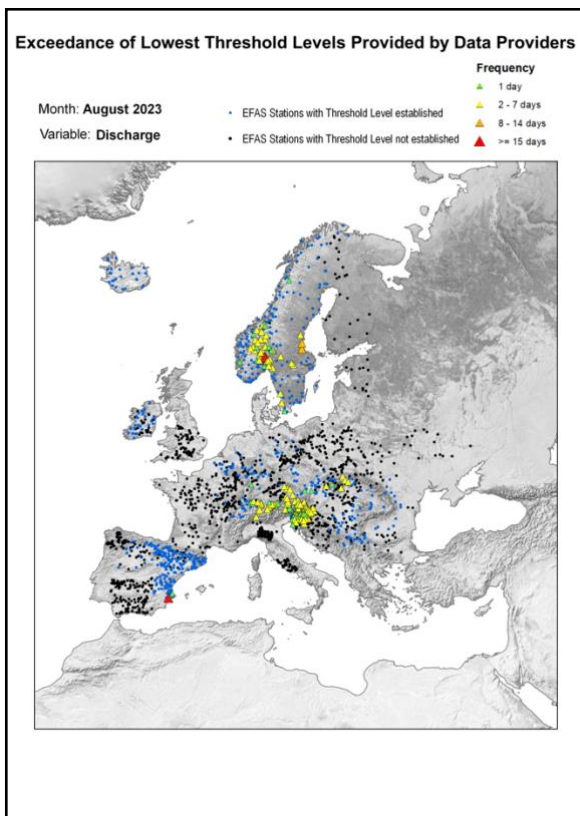 Exceedance of Lowest Threshold Levels Provided by Data Providers
Month: August 2023
Variable: Discharge
EFAS Stations with Threshold Level established
EFAS Stations with Threshold Level not established
Frequency
1 day
2 - 7 days
8 - 14 days
>= 15 days